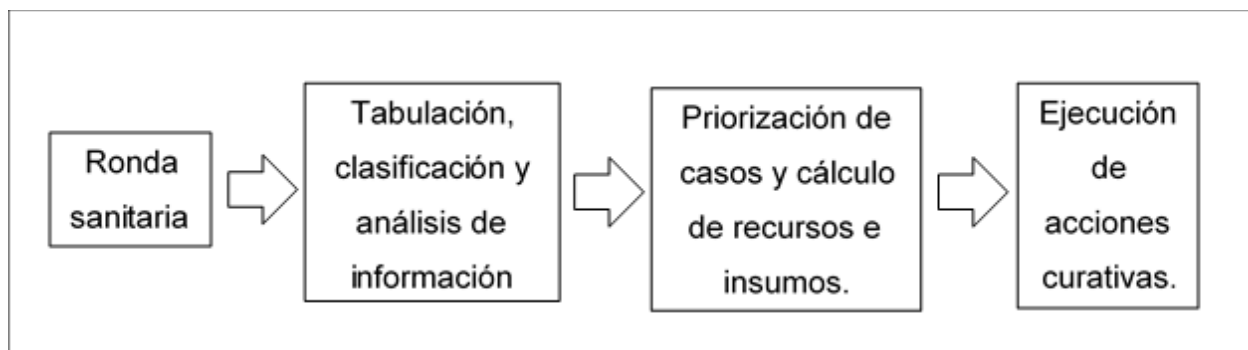 Ronda
sanitaria
Tabulación,
clasificación y
análisis de
información
Priorización de
casos y cálculo
de recursos e
insumos.
Ejecución
de
acciones
curativas.